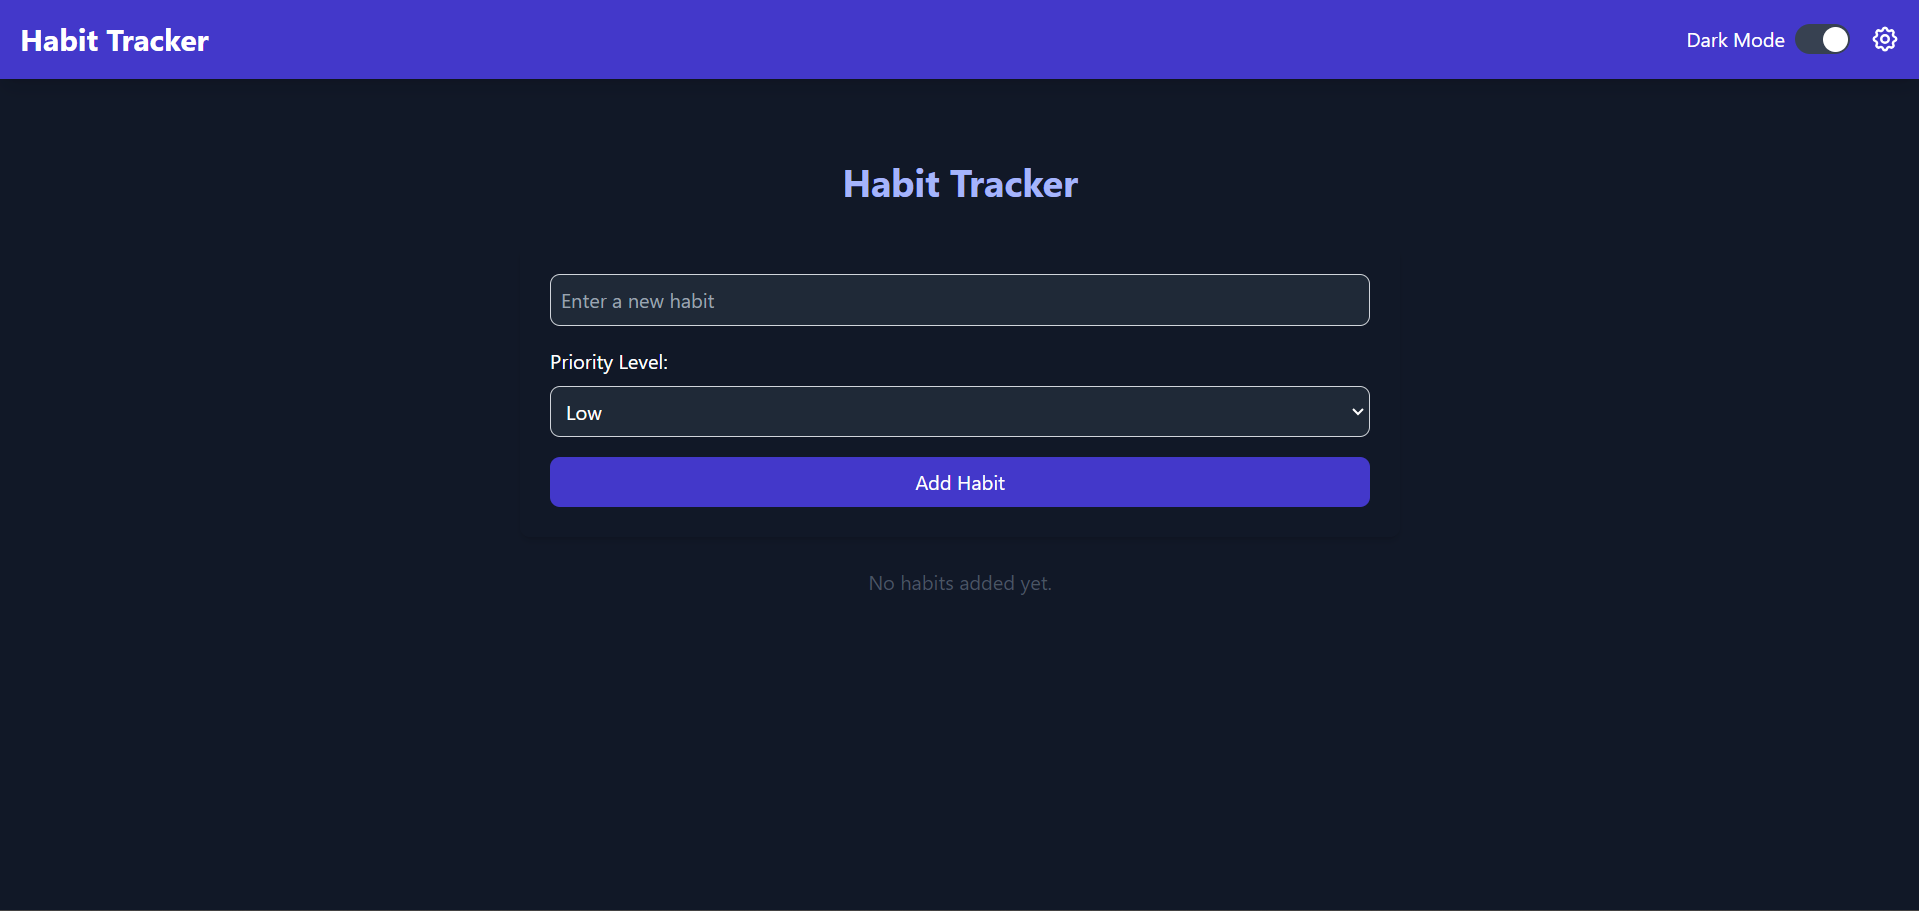 Habit Tracker
Dark Mode
Habit Tracker
Enter a new habit
Priority Level:
Low
Add Habit
No habits added yet.